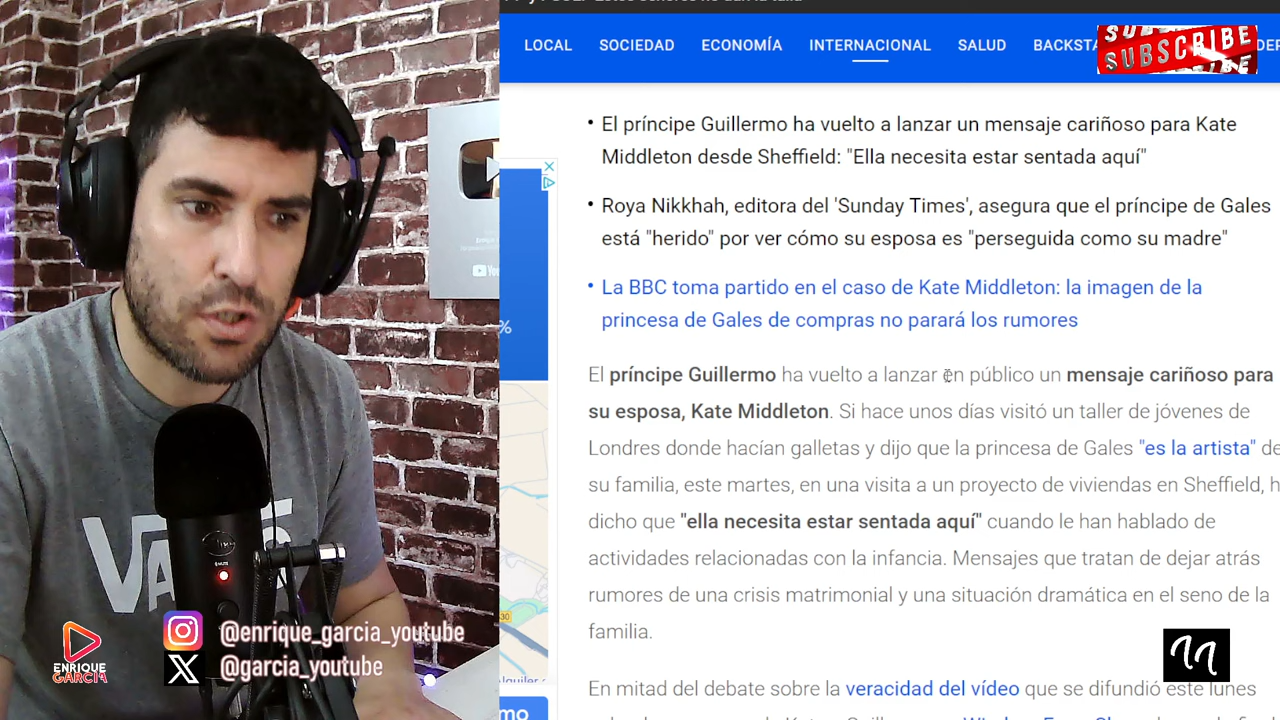 LOCAL SOCIEDAD ECONOMÍA INTERNACIONAL SALUD
SUBSCRIBE
• El príncipe Guillermo ha vuelto a lanzar un mensaje cariñoso para Kate
Middleton desde Sheffield: "Ella necesita estar sentada aquí"
• Roya Nikkhah, editora del 'Sunday Times', asegura que el príncipe de Gales
está "herido" por ver cómo su esposa es "perseguida como su madre"
• La BBC toma partido en el caso de Kate Middleton: la imagen de la
princesa de Gales de compras no parará los rumores
El príncipe Guillermo ha vuelto a lanzar en público un mensaje cariñoso para
su esposa, Kate Middleton. Si hace unos días visitó un taller de jóvenes de
Londres donde hacían galletas y dijo que la princesa de Gales "es la artista" de
su familia, este martes, en una visita a un proyecto de viviendas en Sheffield, h
dicho que "ella necesita estar sentada aquí" cuando le han hablado de
actividades relacionadas con la infancia. Mensajes que tratan de dejar atrás
rumores de una crisis matrimonial y una situación dramática en el seno de la
familia.
En mitad del debate sobre la veracidad del vídeo que se difundió este lunes
%
30
Alquiler
VANS
ENRIQUE
GARCIA
@enrique_garcia_youtube
@garcia_youtube